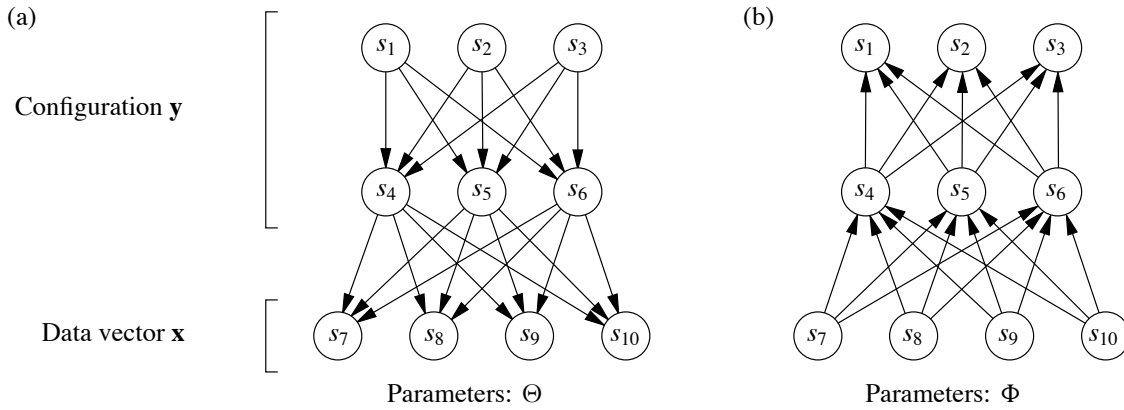 (a)
(b)
s1 s2 s3
s1 s2 s3
Configuration y
s4 s5 s6
s4 s5 s6
Data vector x
s7 s8 s9 s10
s7 s8 s9 s10
Parameters: Θ
Parameters: Φ